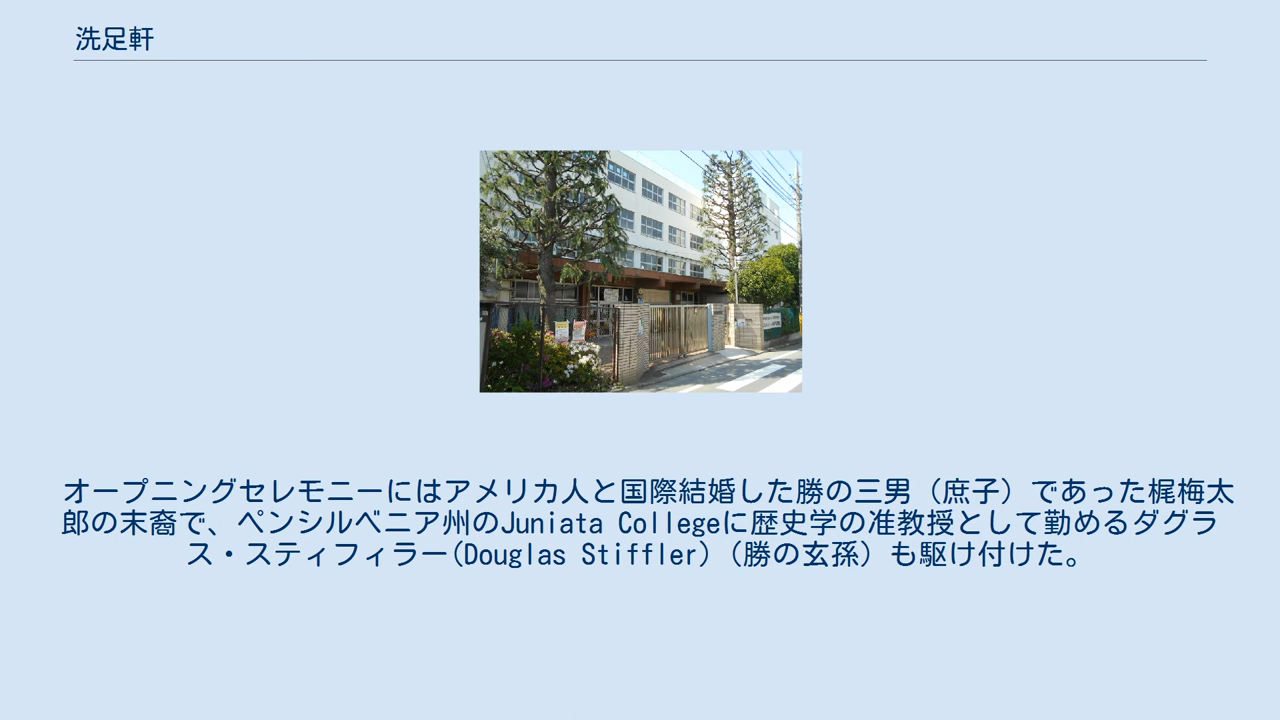 洗足軒
オープニングセレモニーにはアメリカ人と国際結婚した勝の三男（庶子）であった梶梅太
郎の末裔で、ペンシルベニア州のJuniata Collegeに歴史学の准教授として勤めるダグラ
ス・スティフィラー(Douglas Stiffler)（勝の玄孫）も駆け付けた。